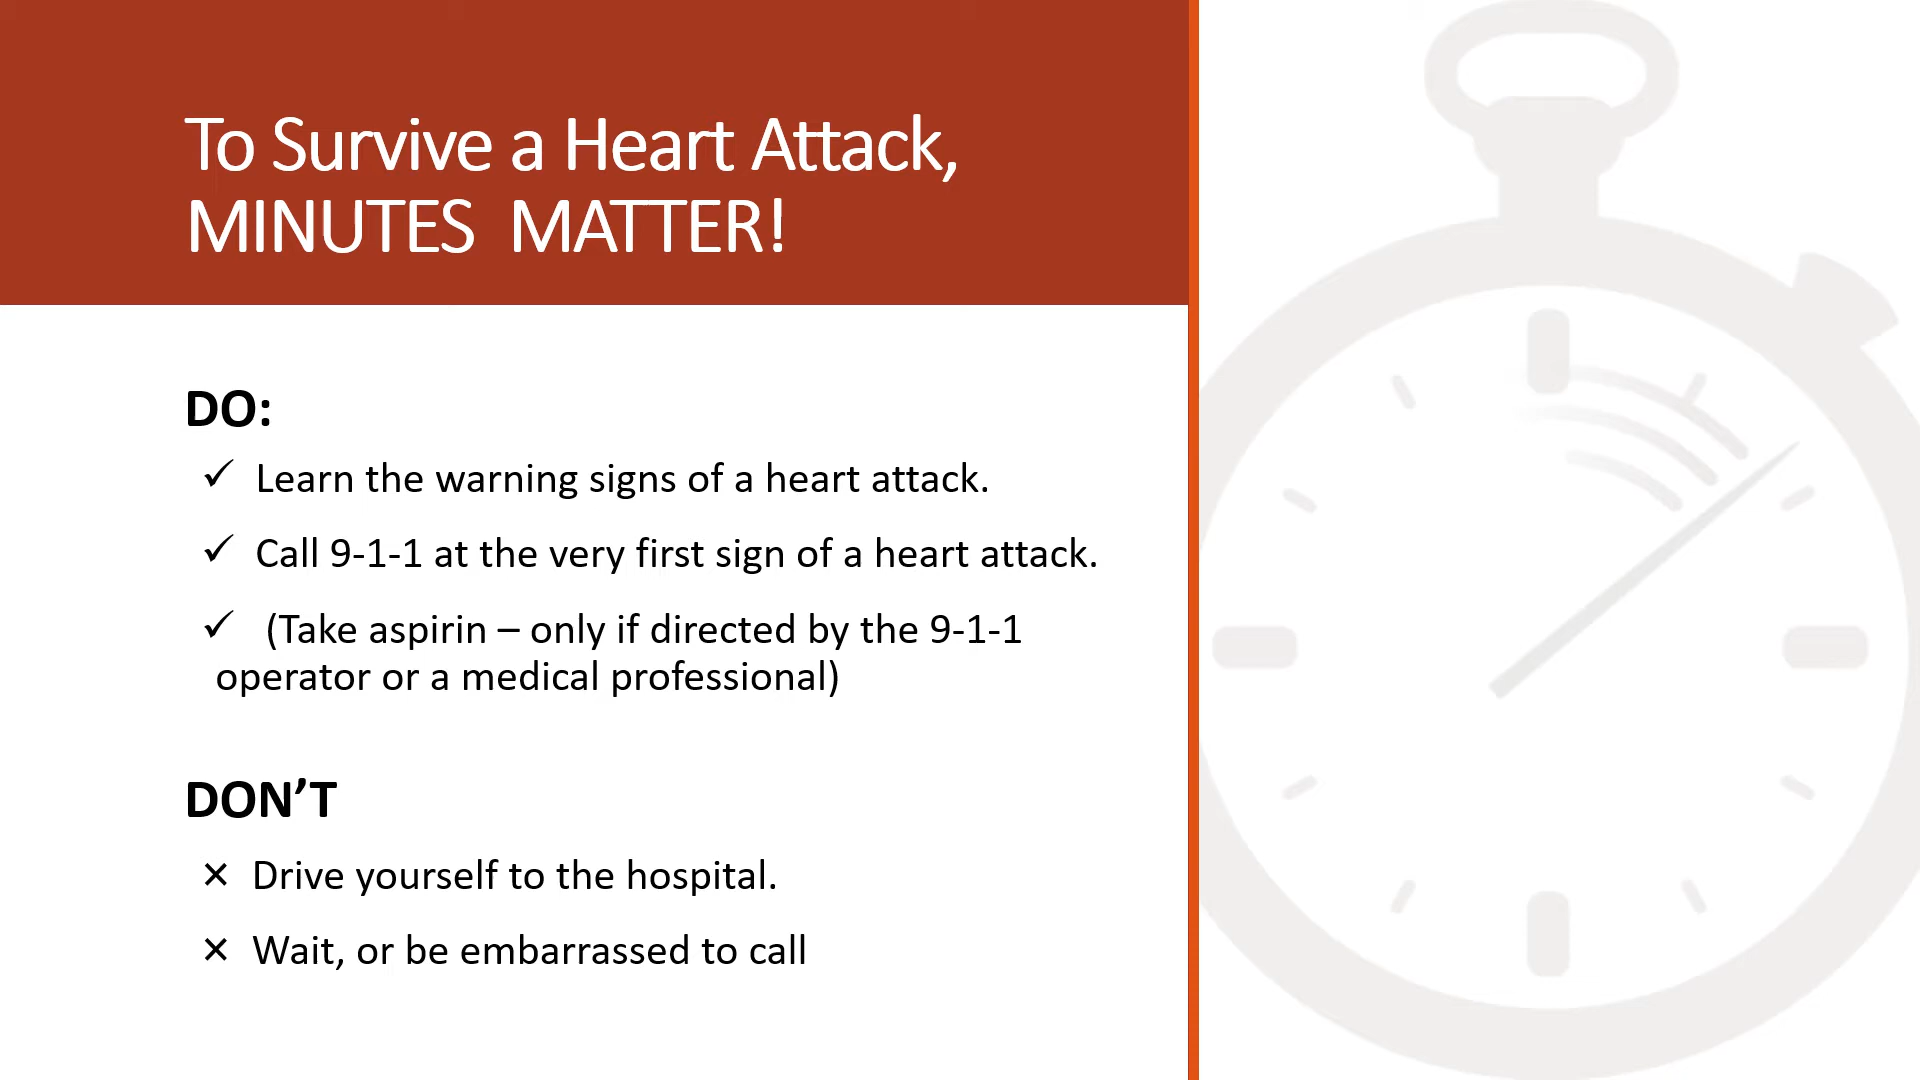 To Survive a Heart Attack,
MINUTES  MATTER!
DO:
✓ Learn the warning signs of a heart attack.
✓ Call 9-1-1 at the very first sign of a heart attack.
✓ (Take aspirin – only if directed by the 9-1-1
operator or a medical professional)
DON’T
✕ Drive yourself to the hospital.
✕ Wait, or be embarrassed to call